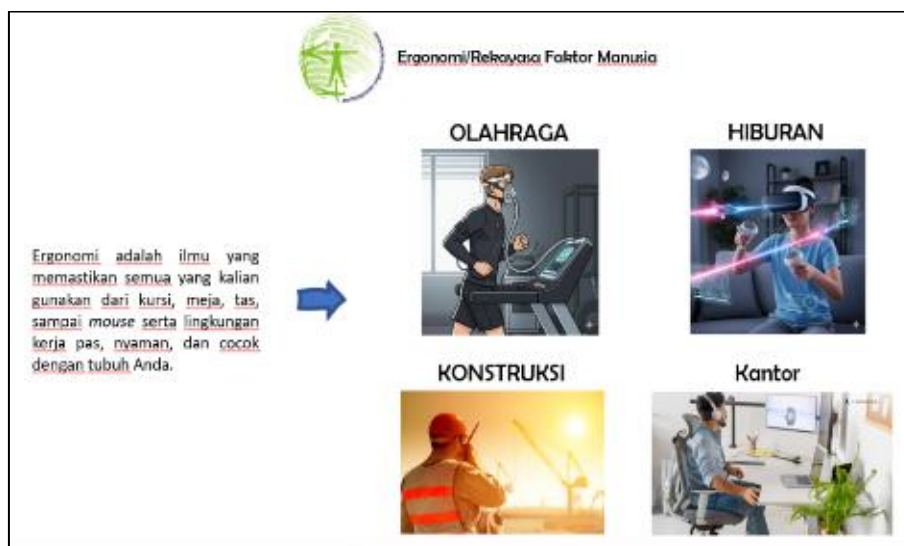 Ergonomi/Rekayasa Faktor Manusia
OLAHRAGA
HIBURAN
Ergonomi adalah ilmu yang
memastikan semua yang kalian
gunakan dari kursi, meja, tas,
sampai mouse serta lingkungan
kerja pas, nyaman, dan cocok
dengan tubuh Anda.
KONSTRUKSI
Kantor